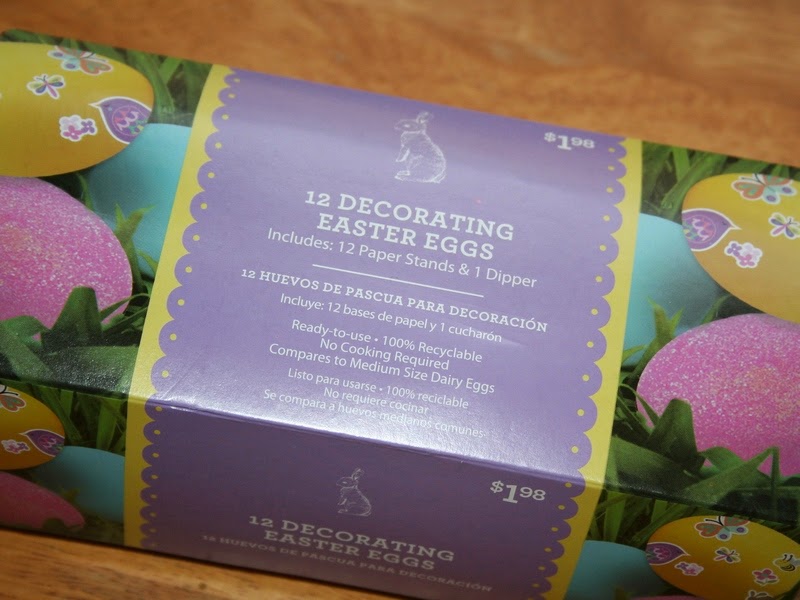 $1.98
12 DECORATING
EASTER EGGS
Includes: 12 Paper Stands & 1 Dipper
12 HUEVOS DE PASCUA PARA DECORACIÓN
Incluye: 12 bases de papel y 1 cucharón
Ready-to-use • 100% Recyclable
No Cooking Required
Compares to Medium Size Dairy Eggs
Listo para usarse • 100% reciclable
No requiere cocinar
Se compara a huevos medianos comunes
$1.98
12 DECORATING
EASTER EGGS
12 HUEVOS DE PASCUA PARA DECORACIÓN